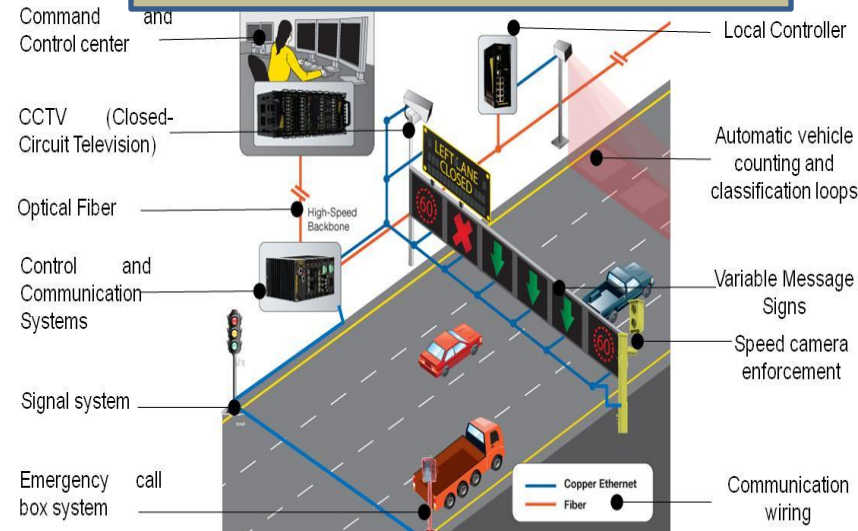 Command and
Control center
CCTV (Closed-
Circuit Television)
Optical Fiber
High-Speed
Backbone
Control and
Communication
Systems
Signal system
Emergency call
box system
LEFT LANE
CLOSED
60
60
Local Controller
Automatic vehicle
counting and
classification loops
Variable Message
Signs
Speed camera
enforcement
Copper Ethernet
Fiber
Communication
wiring